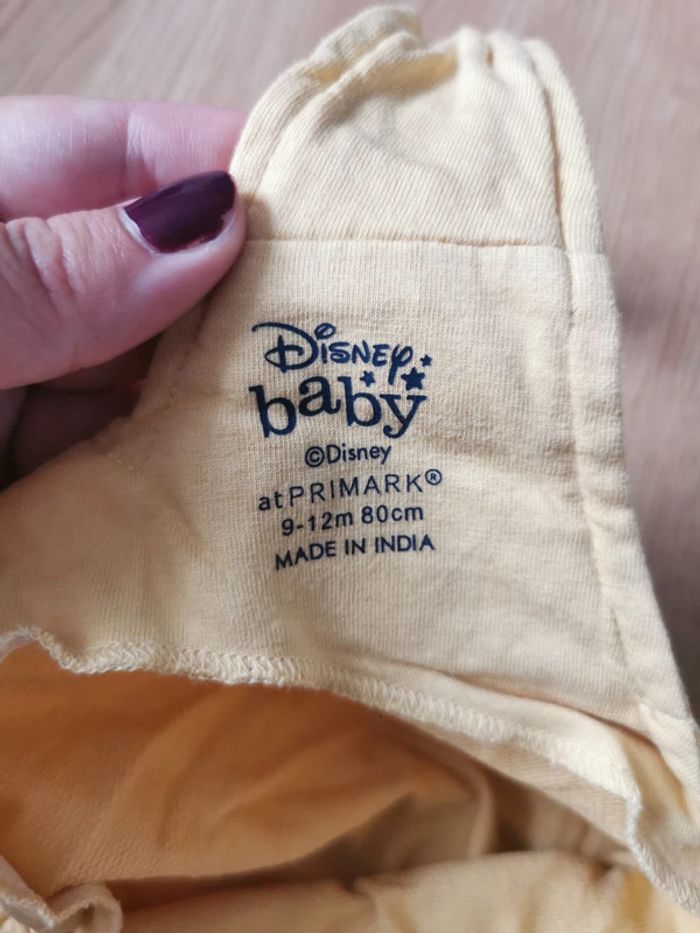 Disney
baby
©Disney
at PRIMARK®
9-12m 80cm
MADE IN INDIA